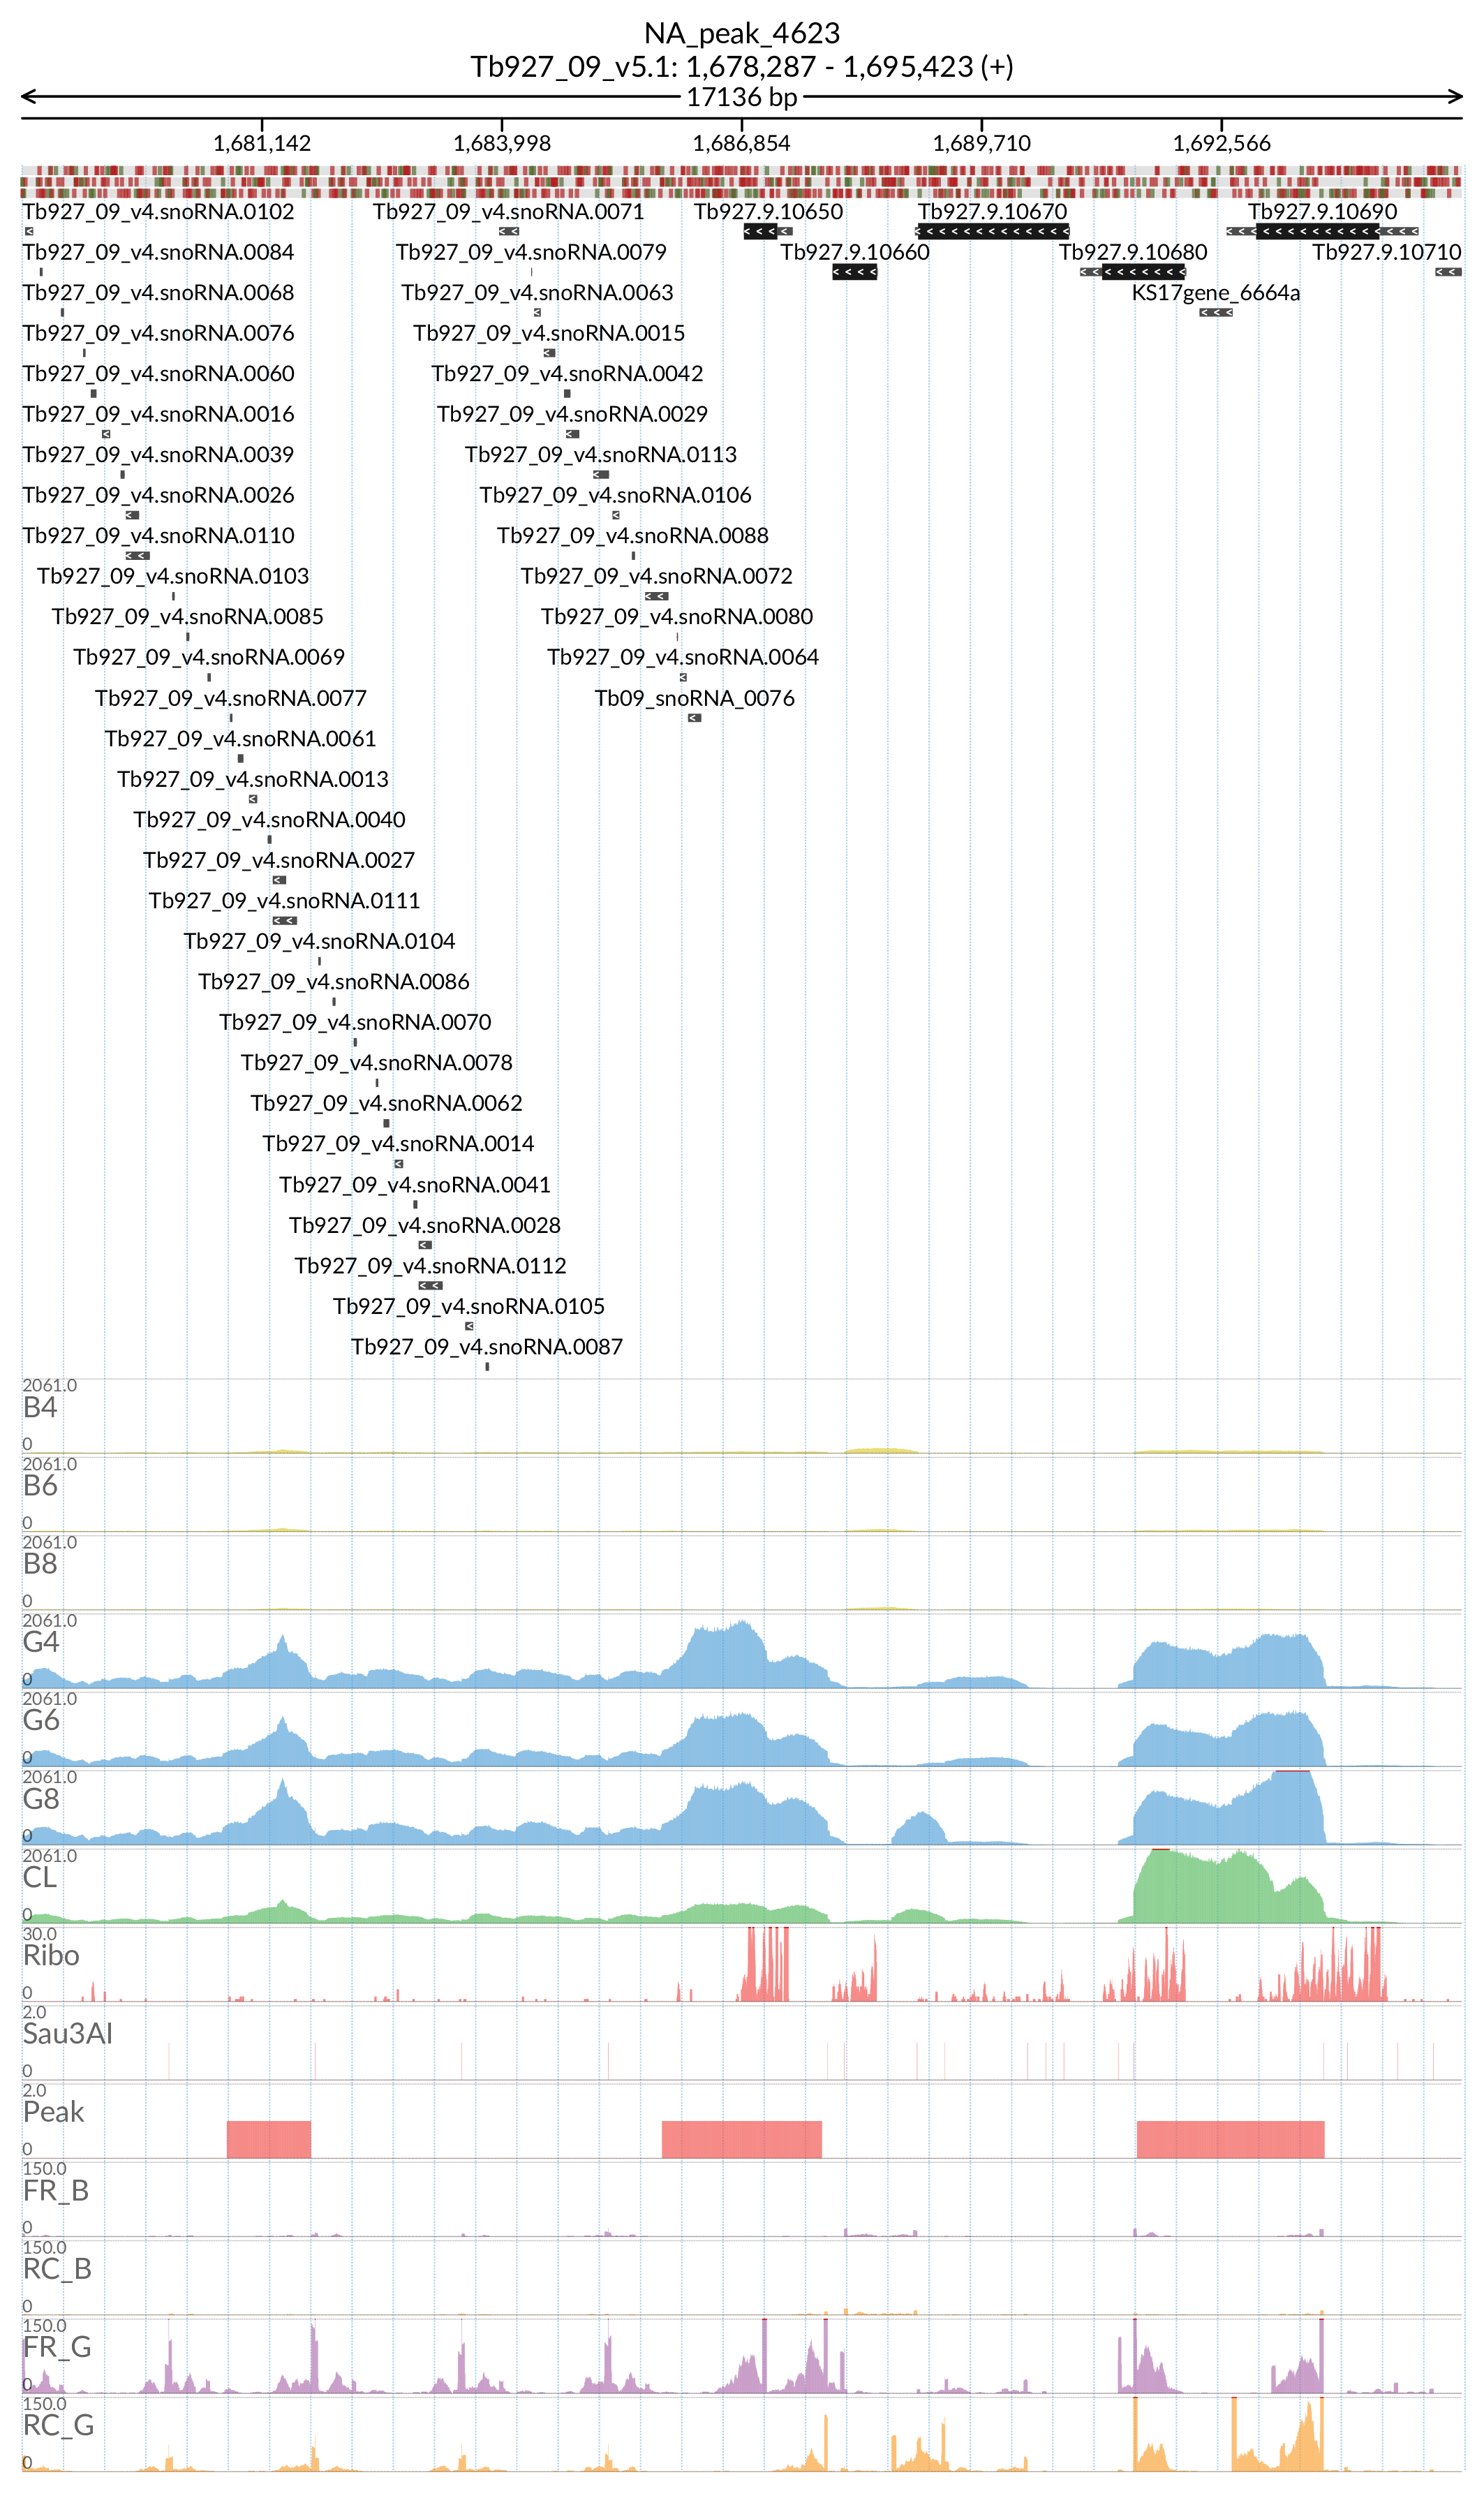 NA_peak_4623
Tb927_09_v5.1: 1,678,287 - 1,695,423 (+)
17136 bp
1,681,142 1,683,998 1,686,854 1,689,710 1,692,566
Tb927_09_v4.snoRNA.0102 Tb927_09_v4.snoRNA.0071 Tb927.9.10650 Tb927.9.10670 Tb927.9.10690
Tb927_09_v4.snoRNA.0084 Tb927_09_v4.snoRNA.0079 Tb927.9.10660 Tb927.9.10680 Tb927.9.10710
Tb927_09_v4.snoRNA.0068 Tb927_09_v4.snoRNA.0063 KS17gene_6664a
Tb927_09_v4.snoRNA.0076 Tb927_09_v4.snoRNA.0015
Tb927_09_v4.snoRNA.0060 Tb927_09_v4.snoRNA.0042
Tb927_09_v4.snoRNA.0016 Tb927_09_v4.snoRNA.0029
Tb927_09_v4.snoRNA.0039 Tb927_09_v4.snoRNA.0113
Tb927_09_v4.snoRNA.0026 Tb927_09_v4.snoRNA.0106
Tb927_09_v4.snoRNA.0110 Tb927_09_v4.snoRNA.0088
Tb927_09_v4.snoRNA.0103 Tb927_09_v4.snoRNA.0072
Tb927_09_v4.snoRNA.0085 Tb927_09_v4.snoRNA.0080
Tb927_09_v4.snoRNA.0069 Tb927_09_v4.snoRNA.0064
Tb927_09_v4.snoRNA.0077 Tb09_snoRNA_0076
Tb927_09_v4.snoRNA.0061
Tb927_09_v4.snoRNA.0013
Tb927_09_v4.snoRNA.0040
Tb927_09_v4.snoRNA.0027
Tb927_09_v4.snoRNA.0111
Tb927_09_v4.snoRNA.0104
Tb927_09_v4.snoRNA.0086
Tb927_09_v4.snoRNA.0070
Tb927_09_v4.snoRNA.0078
Tb927_09_v4.snoRNA.0062
Tb927_09_v4.snoRNA.0014
Tb927_09_v4.snoRNA.0041
Tb927_09_v4.snoRNA.0028
Tb927_09_v4.snoRNA.0112
Tb927_09_v4.snoRNA.0105
Tb927_09_v4.snoRNA.0087
2061.0
B4
0
2061.0
B6
0
2061.0
B8
0
2061.0
G4
0
2061.0
G6
0
2061.0
G8
0
2061.0
CL
0
30.0
Ribo
0
2.0
Sau3AI
0
2.0
Peak
0
150.0
FR_B
0
150.0
RC_B
0
150.0
FR_G
0
150.0
RC_G
0